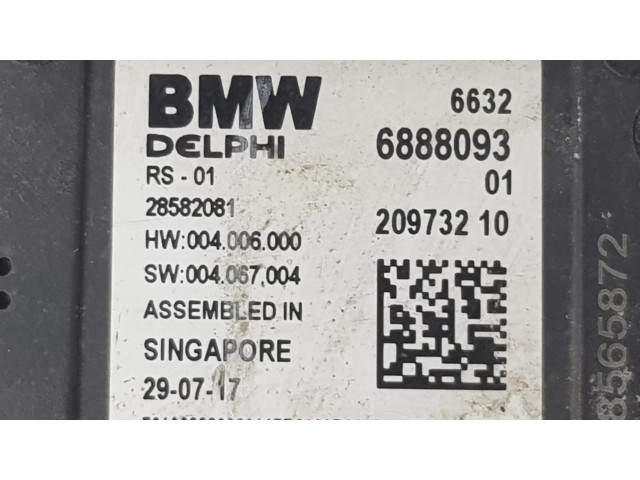 BMW 6632
DELPHI 6888093
RS - 01 01
28582081 209732 10
HW:004.006.000
SW:004.067.004
ASSEMBLED IN
SINGAPORE
29-07-17
8565872